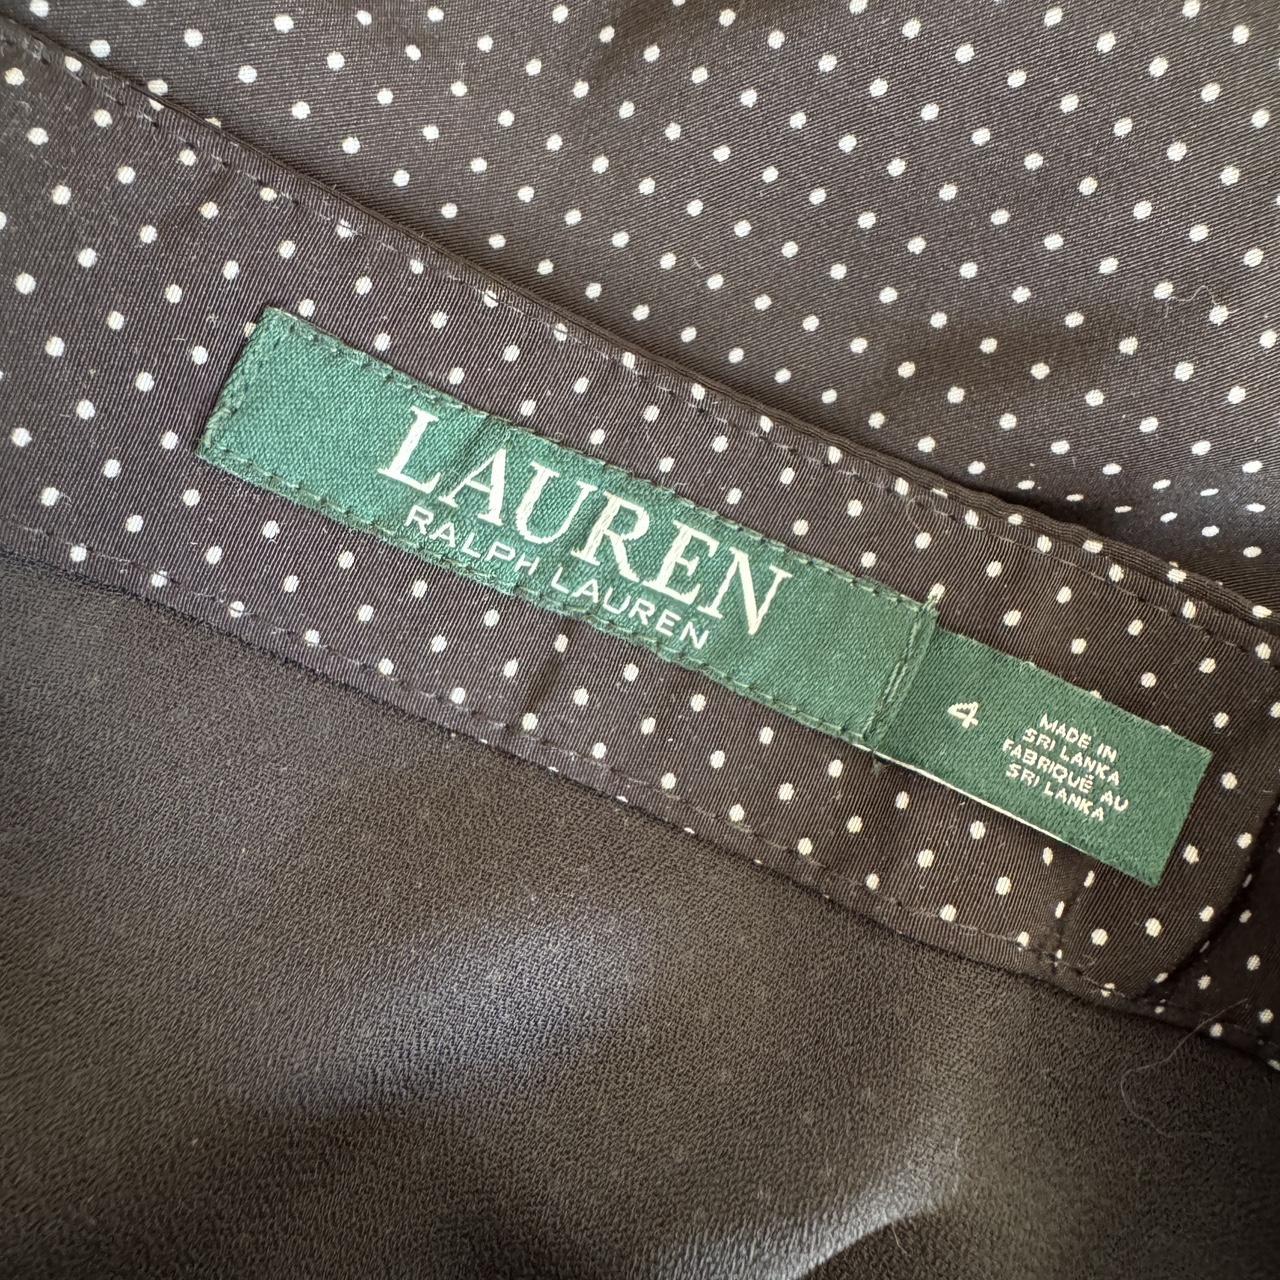 LAUREN
RALPH LAUREN
4
MADE IN
SRI LANKA
FABRIQUÉ AU
SRI LANKA